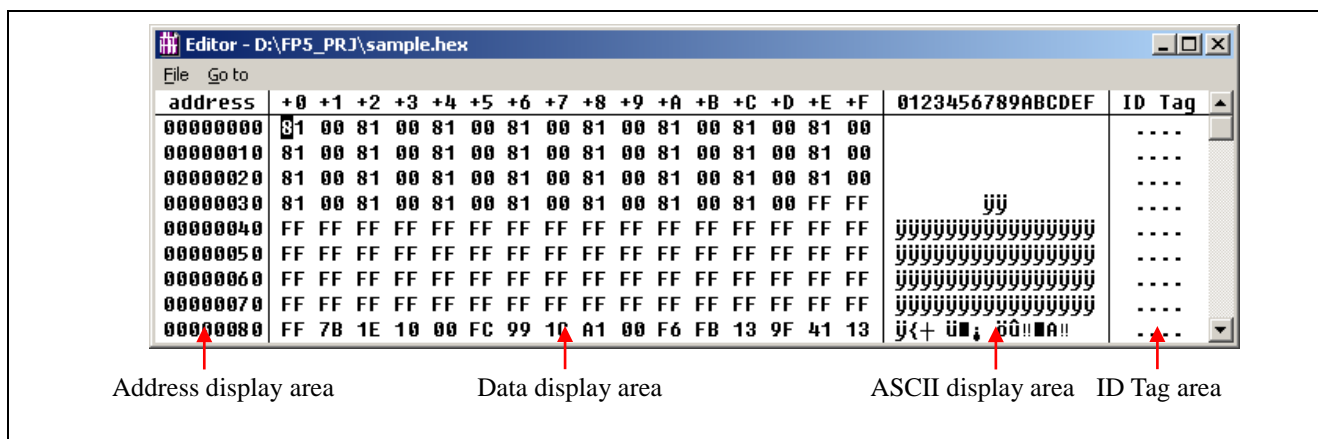 Editor - D:\FP5_PRJ\sample.hex
File Go to
address +0 +1 +2 +3 +4 +5 +6 +7 +8 +9 +A +B +C +D +E +F 0123456789ABCDEF ID Tag
00000000 81 00 81 00 81 00 81 00 81 00 81 00 81 00 81 00 ....
00000010 81 00 81 00 81 00 81 00 81 00 81 00 81 00 81 00 ....
00000020 81 00 81 00 81 00 81 00 81 00 81 00 81 00 81 00 ....
00000030 81 00 81 00 81 00 81 00 81 00 81 00 81 00 FF FF ÿÿ ....
00000040 FF FF FF FF FF FF FF FF FF FF FF FF FF FF FF FF ÿÿÿÿÿÿÿÿÿÿÿÿÿÿÿÿ ....
00000050 FF FF FF FF FF FF FF FF FF FF FF FF FF FF FF FF ÿÿÿÿÿÿÿÿÿÿÿÿÿÿÿÿ ....
00000060 FF FF FF FF FF FF FF FF FF FF FF FF FF FF FF FF ÿÿÿÿÿÿÿÿÿÿÿÿÿÿÿÿ ....
00000070 FF FF FF FF FF FF FF FF FF FF FF FF FF FF FF FF ÿÿÿÿÿÿÿÿÿÿÿÿÿÿÿÿ ....
00000080 FF 7B 1E 10 00 FC 99 A1 00 F6 FB 13 9F 41 13 ÿ{+ ü■¡ öû‼■A‼ ....
Address display area Data display area ASCII display area ID Tag area